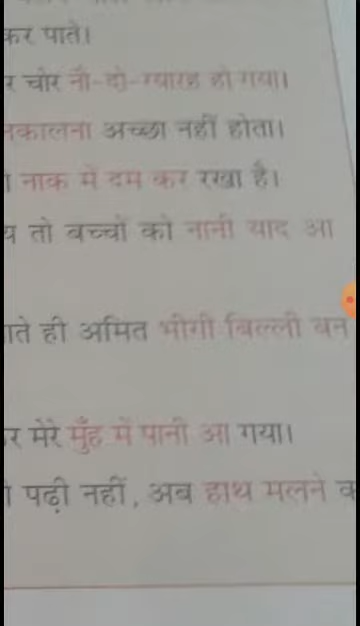 कर पाते।
र चोर नौ-दो-ग्यारह हो गया।
नकालना अच्छा नहीं होता।
नाक में दम कर रखा है।
य तो बच्चों को नानी याद आ
ाते ही अमित भीगी बिल्ली बन
र मेरे मुँह में पानी आ गया।
पढ़ी नहीं, अब हाथ मलने क